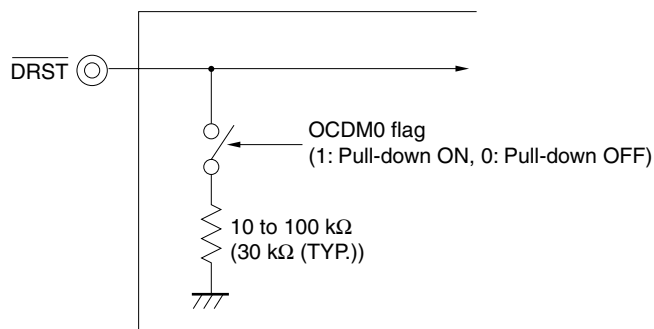 DRST
OCDM0 flag
(1: Pull-down ON, 0: Pull-down OFF)
10 to 100 kΩ
(30 kΩ (TYP.))